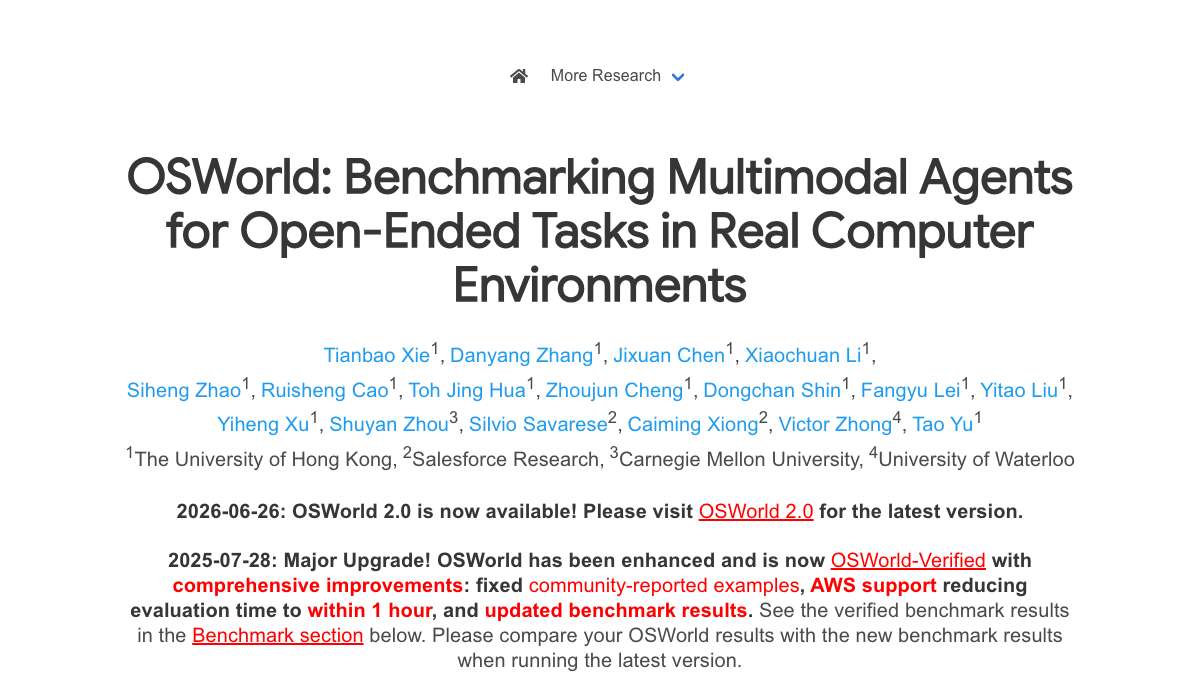 More Research
OSWorld: Benchmarking Multimodal Agents
for Open-Ended Tasks in Real Computer
Environments
Tianbao Xie1, Danyang Zhang1, Jixuan Chen1, Xiaochuan Li1,
Siheng Zhao1, Ruisheng Cao1, Toh Jing Hua1, Zhoujun Cheng1, Dongchan Shin1, Fangyu Lei1, Yitao Liu1,
Yiheng Xu1, Shuyan Zhou3, Silvio Savarese2, Caiming Xiong2, Victor Zhong4, Tao Yu1
1The University of Hong Kong, 2Salesforce Research, 3Carnegie Mellon University, 4University of Waterloo
2026-06-26: OSWorld 2.0 is now available! Please visit OSWorld 2.0 for the latest version.
2025-07-28: Major Upgrade! OSWorld has been enhanced and is now OSWorld-Verified with
comprehensive improvements: fixed community-reported examples, AWS support reducing
evaluation time to within 1 hour, and updated benchmark results. See the verified benchmark results
in the Benchmark section below. Please compare your OSWorld results with the new benchmark results
when running the latest version.